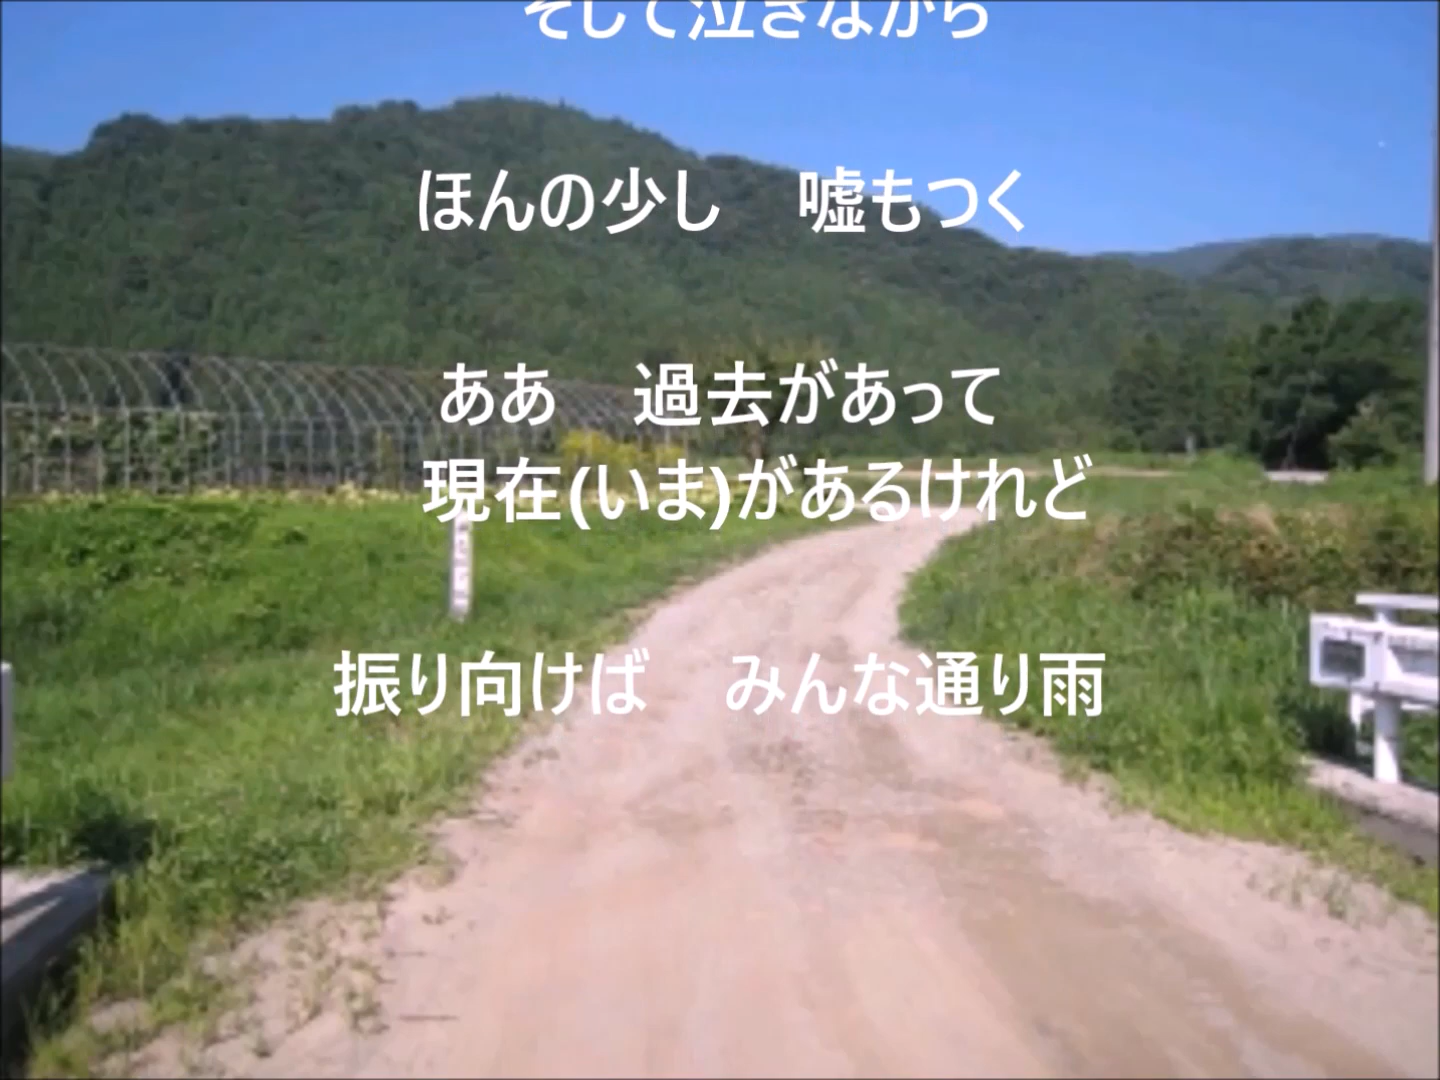 そして泣きながら
ほんの少し　嘘もつく
ああ　過去があって
現在(いま)があるけれど
振り向けば　みんな通り雨